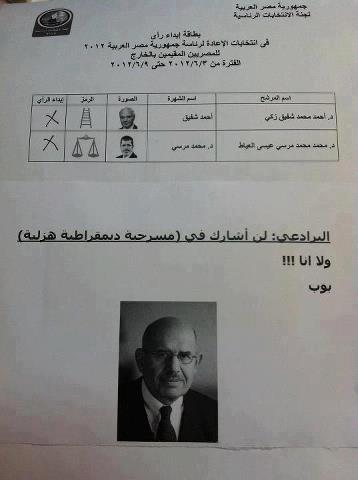 جمهورية مصر العربية
لجنة الانتخابات الرئاسية
بطاقة إبداء رأى
فى انتخابات الإعادة لرئاسة جمهورية مصر العربية ٢٠١٢
للمصريين المقيمين بالخارج
الفترة من ٢٠١٢/٦/٣ حتى ٢٠١٢/٦/٩
اسم المرشح اسم الشهرة الصورة الرمز إبداء الرأي
د. أحمد محمد شفيق زكي أحمد شفيق
د. محمد محمد مرسي عيسى العياط د. محمد مرسي
البرادعي: لن أشارك في (مسرحية ديمقراطية هزلية)
ولا انا !!!
بوب